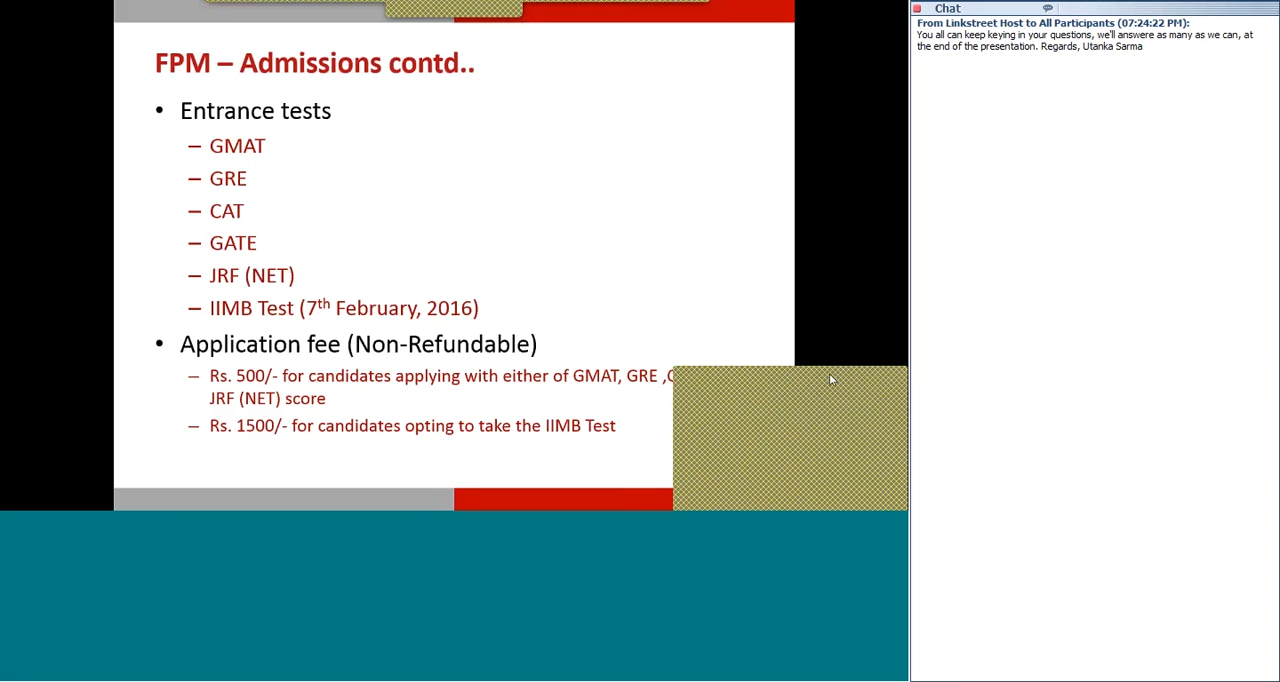 FPM – Admissions contd..
• Entrance tests
– GMAT
– GRE
– CAT
– GATE
– JRF (NET)
– IIMB Test (7th February, 2016)
• Application fee (Non-Refundable)
– Rs. 500/- for candidates applying with either of GMAT, GRE ,
JRF (NET) score
– Rs. 1500/- for candidates opting to take the IIMB Test
Chat
From Linkstreet Host to All Participants (07:24:22 PM):
You all can keep keying in your questions, we'll answer as many as we can, at
the end of the presentation. Regards, Utanka Sarma